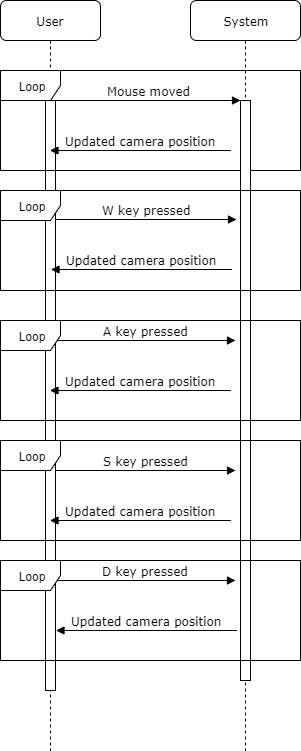 User
System
Loop
Mouse moved
Updated camera position
Loop
W key pressed
Updated camera position
Loop
A key pressed
Updated camera position
Loop
S key pressed
Updated camera position
Loop
D key pressed
Updated camera position